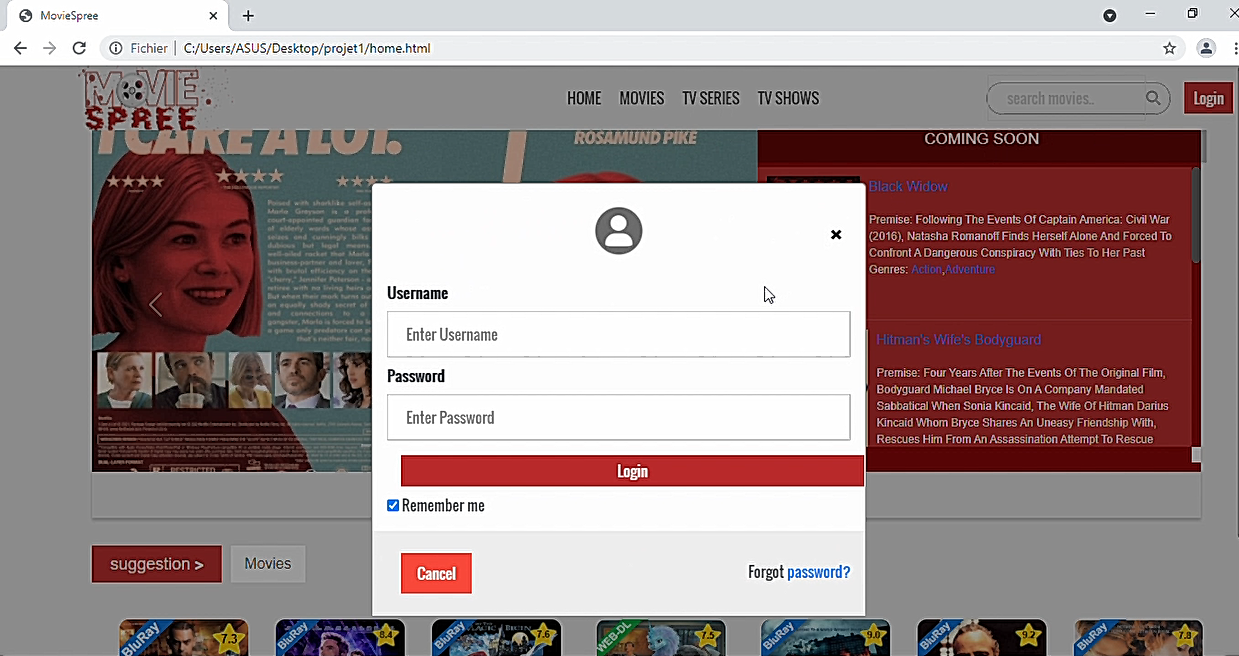 MovieSpree
Fichier C:/Users/ASUS/Desktop/projet1/home.html
MOVIE
SPREE
HOME MOVIES TV SERIES TV SHOWS
search movies..
Login
I CARE A LOT.
ROSAMUND PIKE
COMING SOON
Black Widow
Premise: Following The Events Of Captain America: Civil War
(2016), Natasha Romanoff Finds Herself Alone And Forced To
Confront A Dangerous Conspiracy With Ties To Her Past
Genres: Action,Adventure
Hitman's Wife's Bodyguard
Premise: Four Years After The Events Of The Original Film,
Bodyguard Michael Bryce Is On A Company Mandated
Sabbatical When Sonia Kincaid, The Wife Of Hitman Darius
Kincaid Whom Bryce Shares An Uneasy Friendship With,
Rescues Him From An Assassination Attempt To Rescue
Username
Enter Username
Password
Enter Password
Login
Remember me
Cancel
Forgot password?
suggestion >
Movies
BluRay 7.3
BluRay 8.4
BluRay 7.6
WEB-DL 7.5
BluRay 9.0
BluRay 9.2
BluRay 7.8